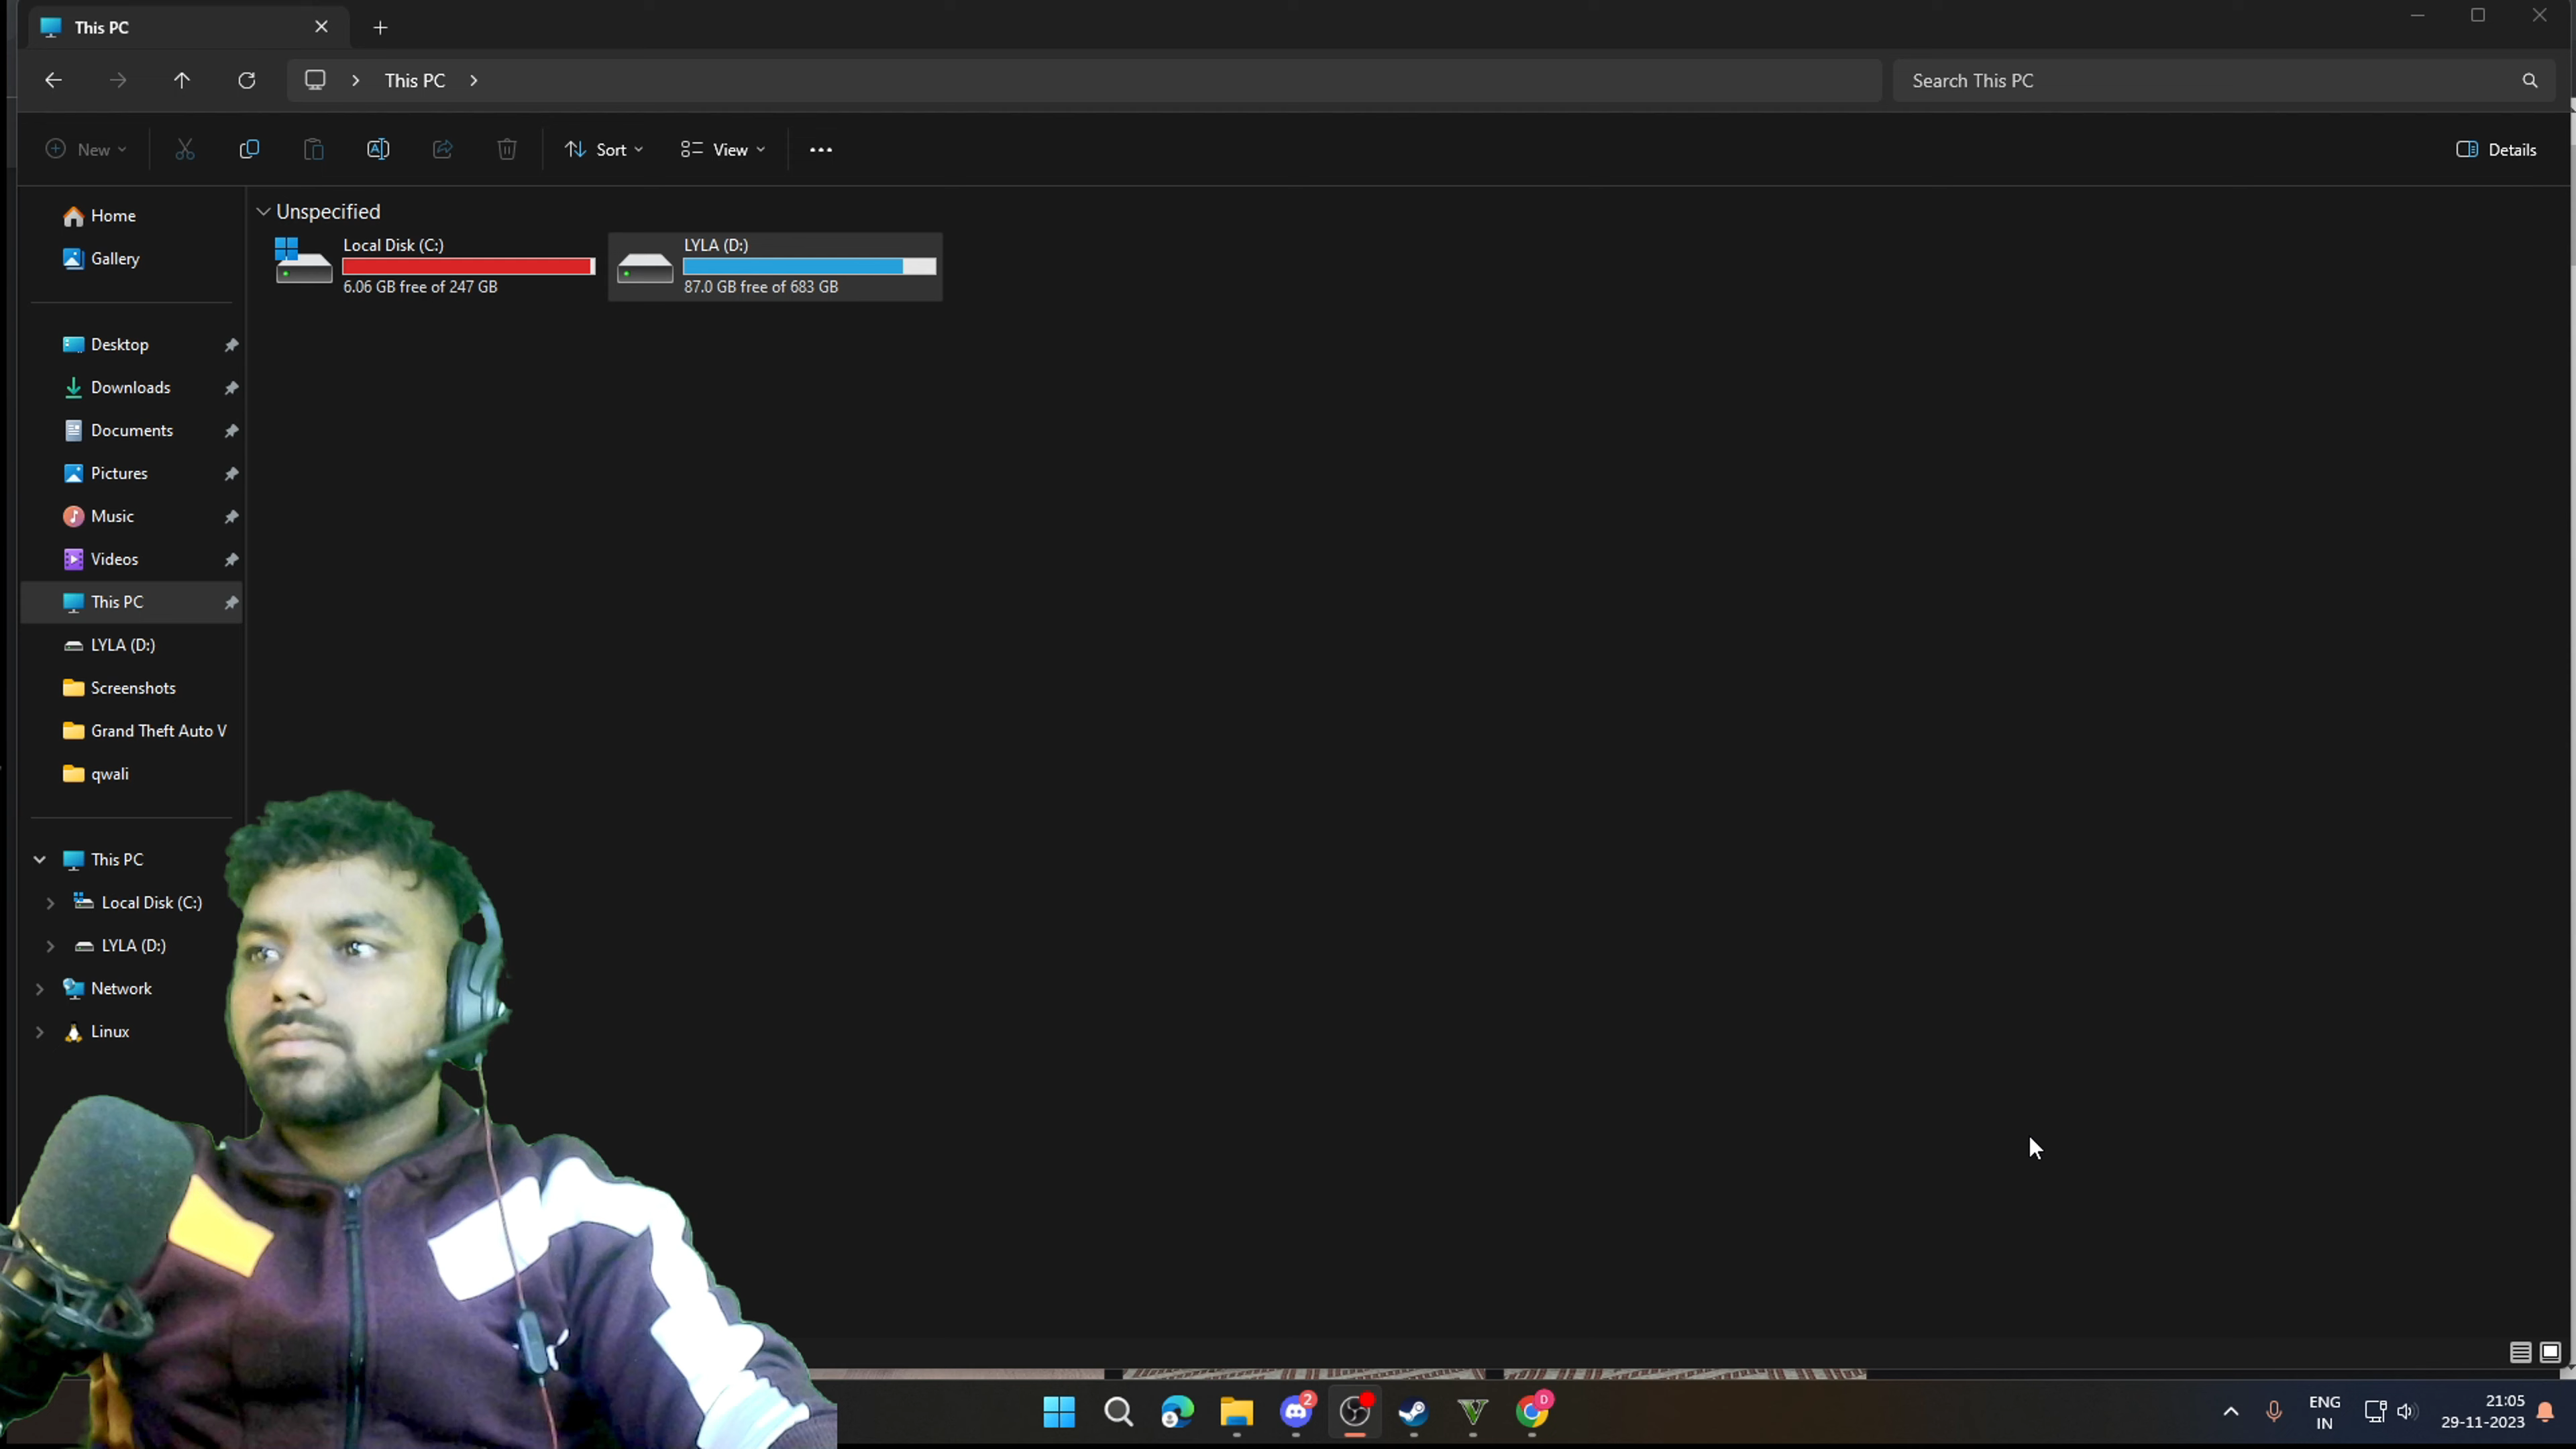 This PC
This PC
Search This PC
New
Sort
View
Details
Home
Gallery
Desktop
Downloads
Documents
Pictures
Music
Videos
This PC
LYLA (D:)
Screenshots
Grand Theft Auto V
qwali
This PC
Local Disk (C:)
LYLA (D:)
Network
Linux
Unspecified
Local Disk (C:)
6.06 GB free of 247 GB
LYLA (D:)
87.0 GB free of 683 GB
2
D
ENG
IN
21:05
29-11-2023